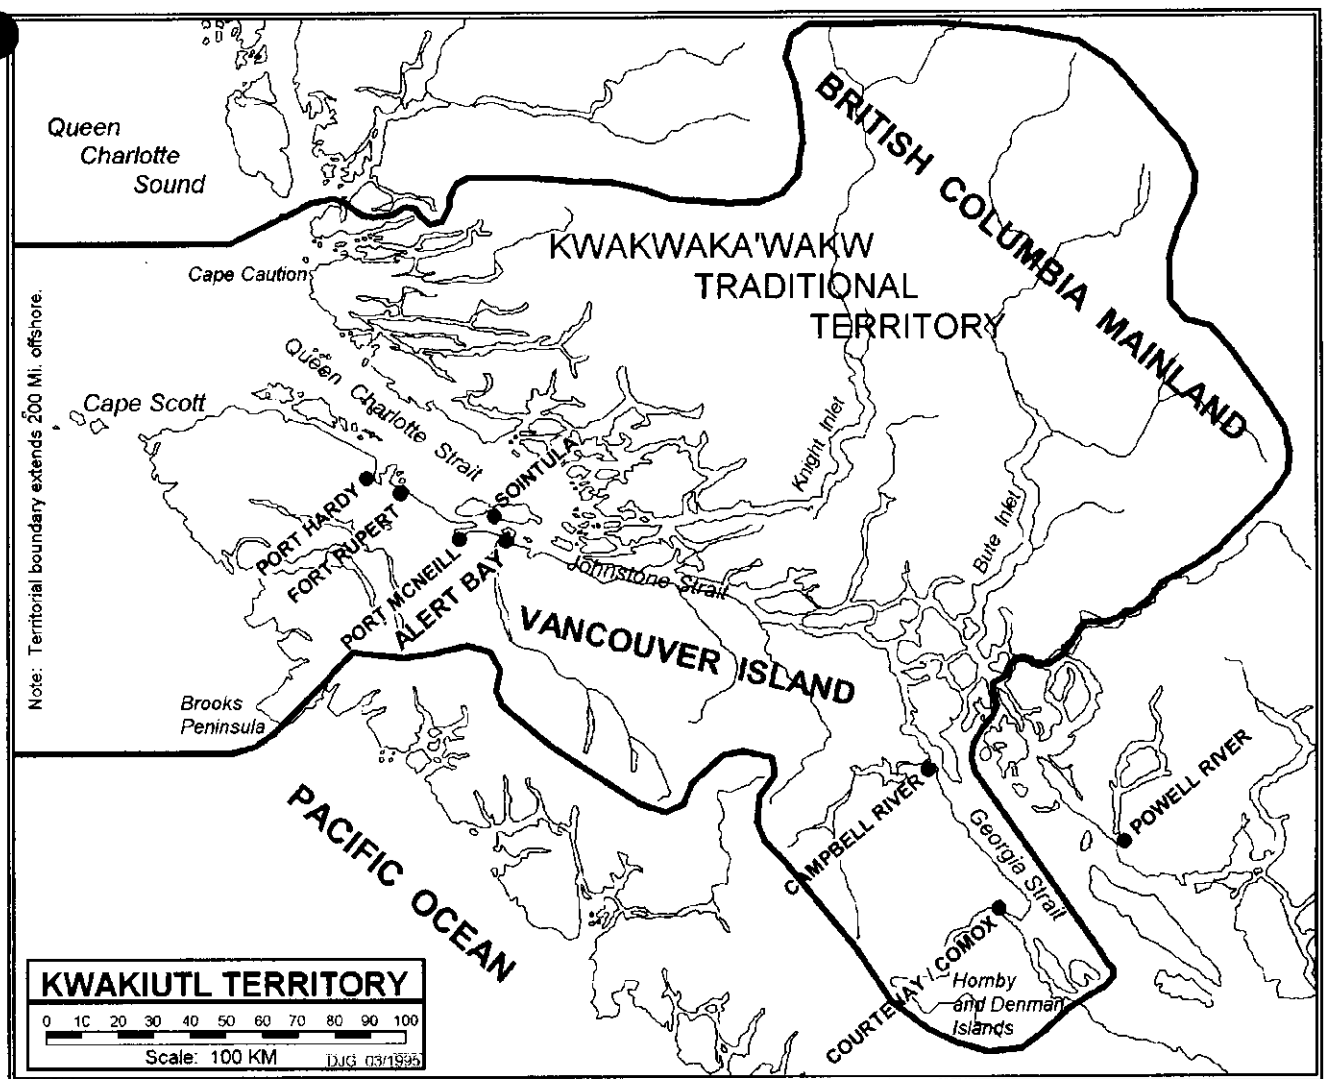 Queen
Charlotte
Sound
BRITISH COLUMBIA MAINLAND
KWAKWAKA'WAKW
TRADITIONAL
TERRITORY
Cape Caution
Note: Territorial boundary extends 200 Mi. offshore.
Queen Charlotte Strait
Cape Scott
Knight Inlet
SOINTULA
PORT HARDY
FORT RUPERT
PORT MCNEILL
ALERT BAY
Bute Inlet
Johnstone Strait
VANCOUVER ISLAND
Brooks
Peninsula
PACIFIC OCEAN
CAMPBELL RIVER
Georgia Strait
POWELL RIVER
COURTENAY / COMOX
Hornby
and Denman
Islands
KWAKIUTL TERRITORY
0 10 20 30 40 50 60 70 80 90 100
Scale: 100 KM
DJG 03/1995